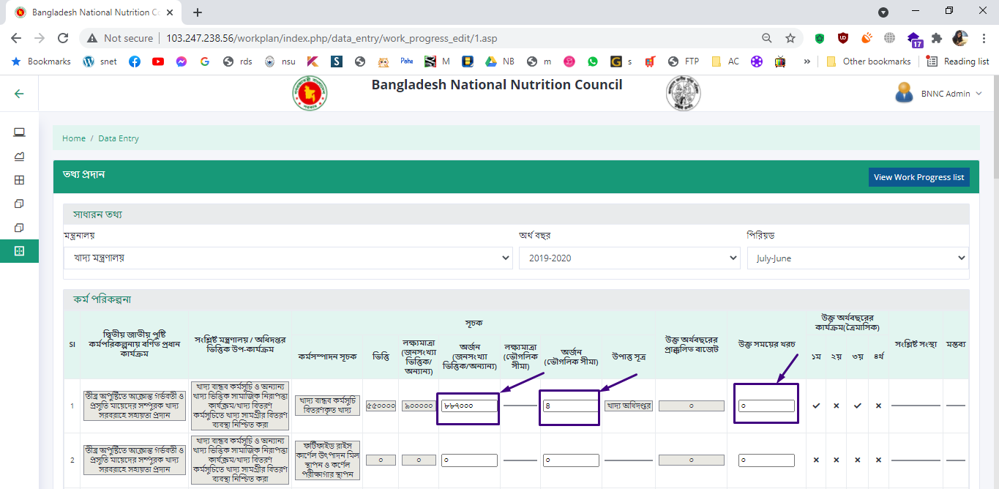 Bangladesh National Nutrition Co
Not secure
103.247.238.56/workplan/index.php/data_entry/work_progress_edit/1.asp
17
Bookmarks
snet
rds
nsu
Pahe
M
NB
m
s
FTP
AC
»
Other bookmarks
Reading list
Bangladesh National Nutrition Council
BNNC Admin
Home / Data Entry
তথ্য প্রদান
View Work Progress list
সাধারন তথ্য
মন্ত্রনালয়
অর্থ বছর
পিরিয়ড
খাদ্য মন্ত্রণালয়
2019-2020
July-June
কর্ম পরিকল্পনা
Sl
দ্বিতীয় জাতীয় পুষ্টি
কর্মপরিকল্পনায় বর্ণিত প্রধান
কার্যক্রম
সংশ্লিষ্ট মন্ত্রণালয় / অধিদপ্তর
ভিত্তিক উপ-কার্যক্রম
সূচক
কর্মসম্পাদন সূচক
ভিত্তি
লক্ষ্যমাত্রা
(জনসংখ্যা
ভিত্তিক/
অন্যান্য)
অর্জন
(জনসংখ্যা
ভিত্তিক/অন্যান্য)
লক্ষ্যমাত্রা
(ভৌগলিক
সীমা)
অর্জন
(ভৌগলিক সীমা)
উপাত্ত সূত্র
উক্ত অর্থবছরের
প্রাক্কলিত বাজেট
উক্ত সময়ের খরচ
উক্ত অর্থবছরের
কার্যক্রম(ত্রৈমাসিক)
১ম
২য়
৩য়
৪র্থ
সংশ্লিষ্ট সংস্থা
মন্তব্য
1
তীব্র অপুষ্টিতে আক্রান্ত গর্ভবতী ও
প্রসূতি মায়েদের সম্পূরক খাদ্য
সরবরাহে সহায়তা প্রদান
খাদ্য বান্ধব কর্মসূচি ও অন্যান্য
খাদ্য ভিত্তিক সামাজিক নিরাপত্তা
কার্যক্রম/খাদ্য বিতরণ
কর্মসূচিতে খাদ্য সামগ্রীর বিতরণ
ব্যবস্থা নিশ্চিত করা
খাদ্য বান্ধব কর্মসূচি
বিতরণকৃত খাদ্য
৫৫০০০০
৯০০০০০
৮৮৭০০০
৪
খাদ্য অধিদপ্তর
০
০
2
তীব্র অপুষ্টিতে আক্রান্ত গর্ভবতী ও
প্রসূতি মায়েদের সম্পূরক খাদ্য
সরবরাহে সহায়তা প্রদান
খাদ্য বান্ধব কর্মসূচি ও অন্যান্য
খাদ্য ভিত্তিক সামাজিক নিরাপত্তা
কার্যক্রম/খাদ্য বিতরণ
কর্মসূচিতে খাদ্য সামগ্রীর বিতরণ
ব্যবস্থা নিশ্চিত করা
ফর্টিফাইড রাইস
কার্ণেল উৎপাদন মিল
স্থাপন ও কর্ণেল
পরীক্ষাগার স্থাপন
০
০
০
০
০
০